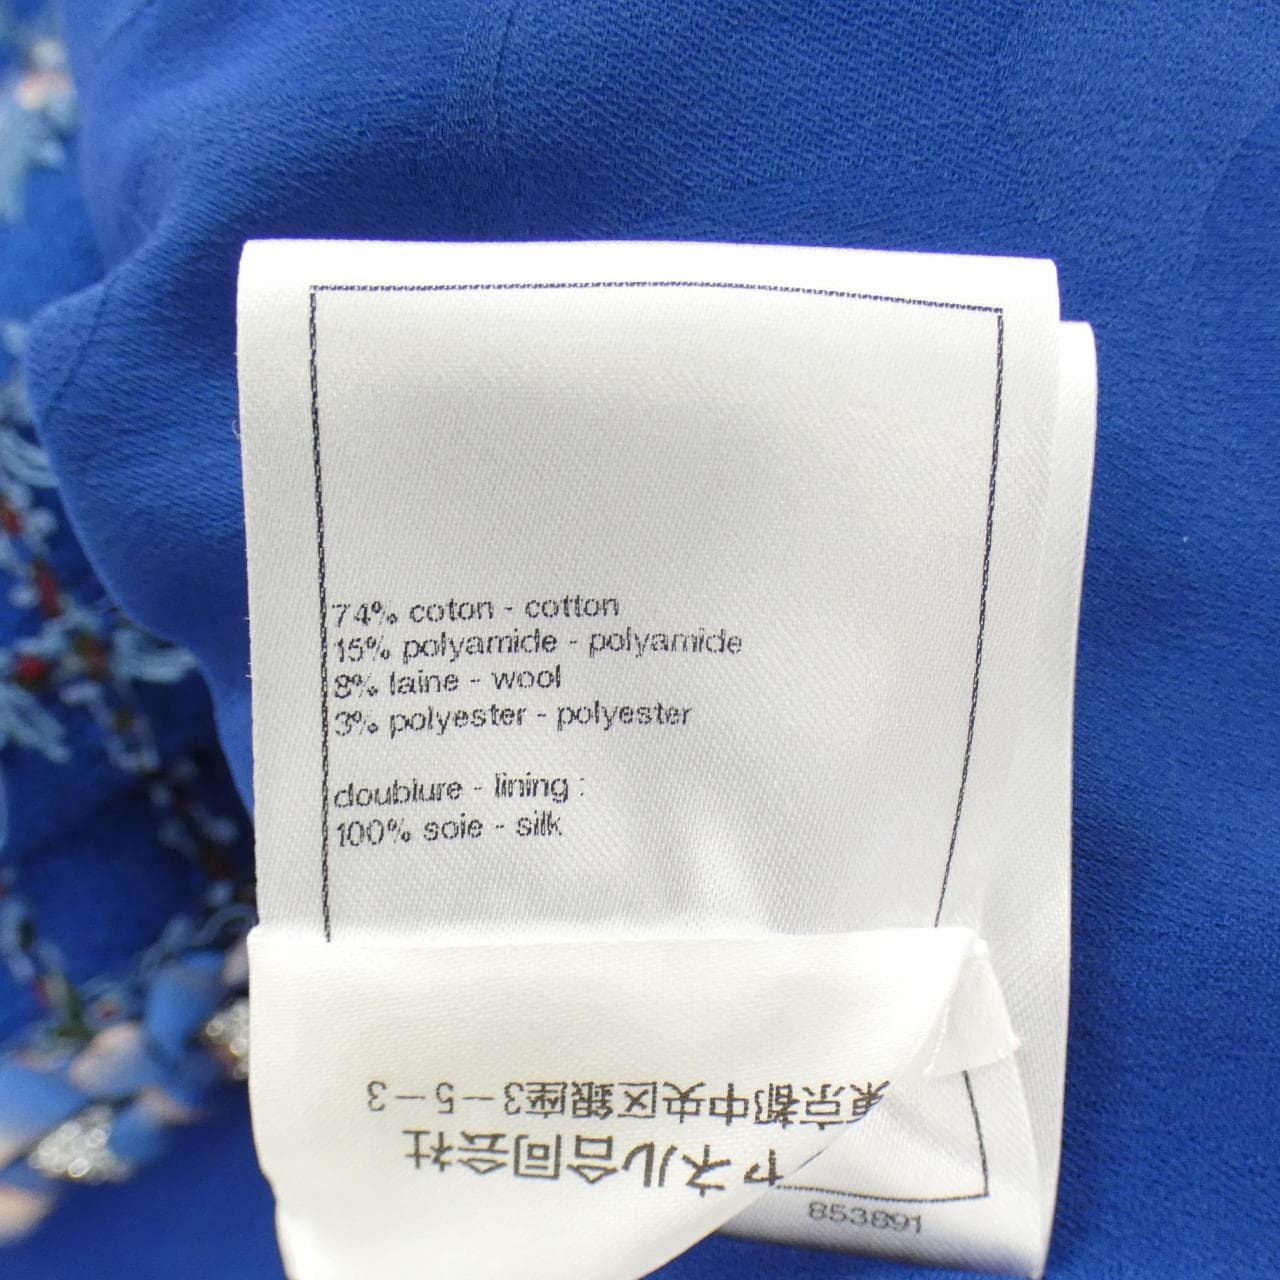 74% coton - cotton
15% polyamide - polyamide
8% laine - wool
3% polyester - polyester
doublure - lining :
100% soie - silk
東京都中央区銀座3-5-3
ャネル合同会社
853891